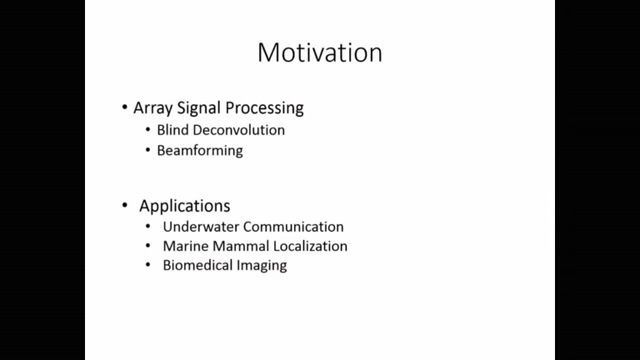 Motivation
• Array Signal Processing
• Blind Deconvolution
• Beamforming
• Applications
• Underwater Communication
• Marine Mammal Localization
• Biomedical Imaging